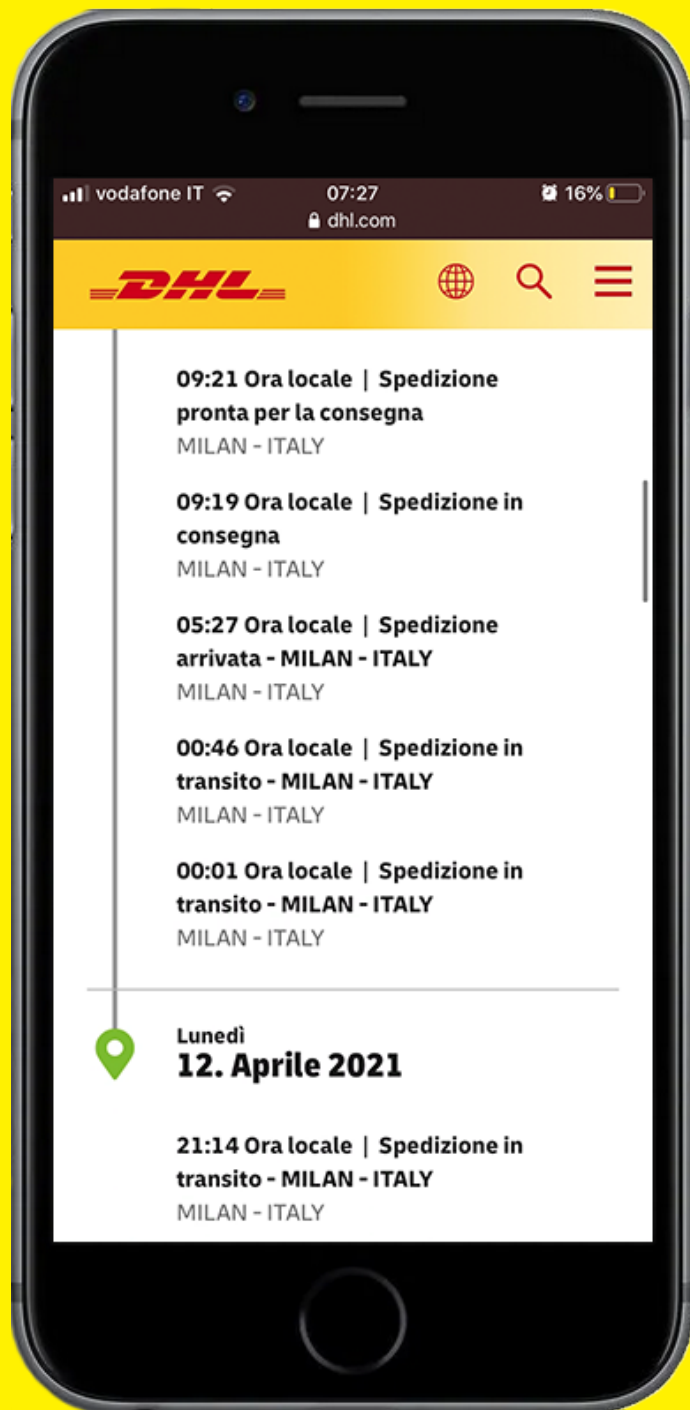 vodafone IT
07:27
16%
dhl.com
DHL
09:21 Ora locale | Spedizione
pronta per la consegna
MILAN - ITALY
09:19 Ora locale | Spedizione in
consegna
MILAN - ITALY
05:27 Ora locale | Spedizione
arrivata - MILAN - ITALY
MILAN - ITALY
00:46 Ora locale | Spedizione in
transito - MILAN - ITALY
MILAN - ITALY
00:01 Ora locale | Spedizione in
transito - MILAN - ITALY
MILAN - ITALY
Lunedì
12. Aprile 2021
21:14 Ora locale | Spedizione in
transito - MILAN - ITALY
MILAN - ITALY